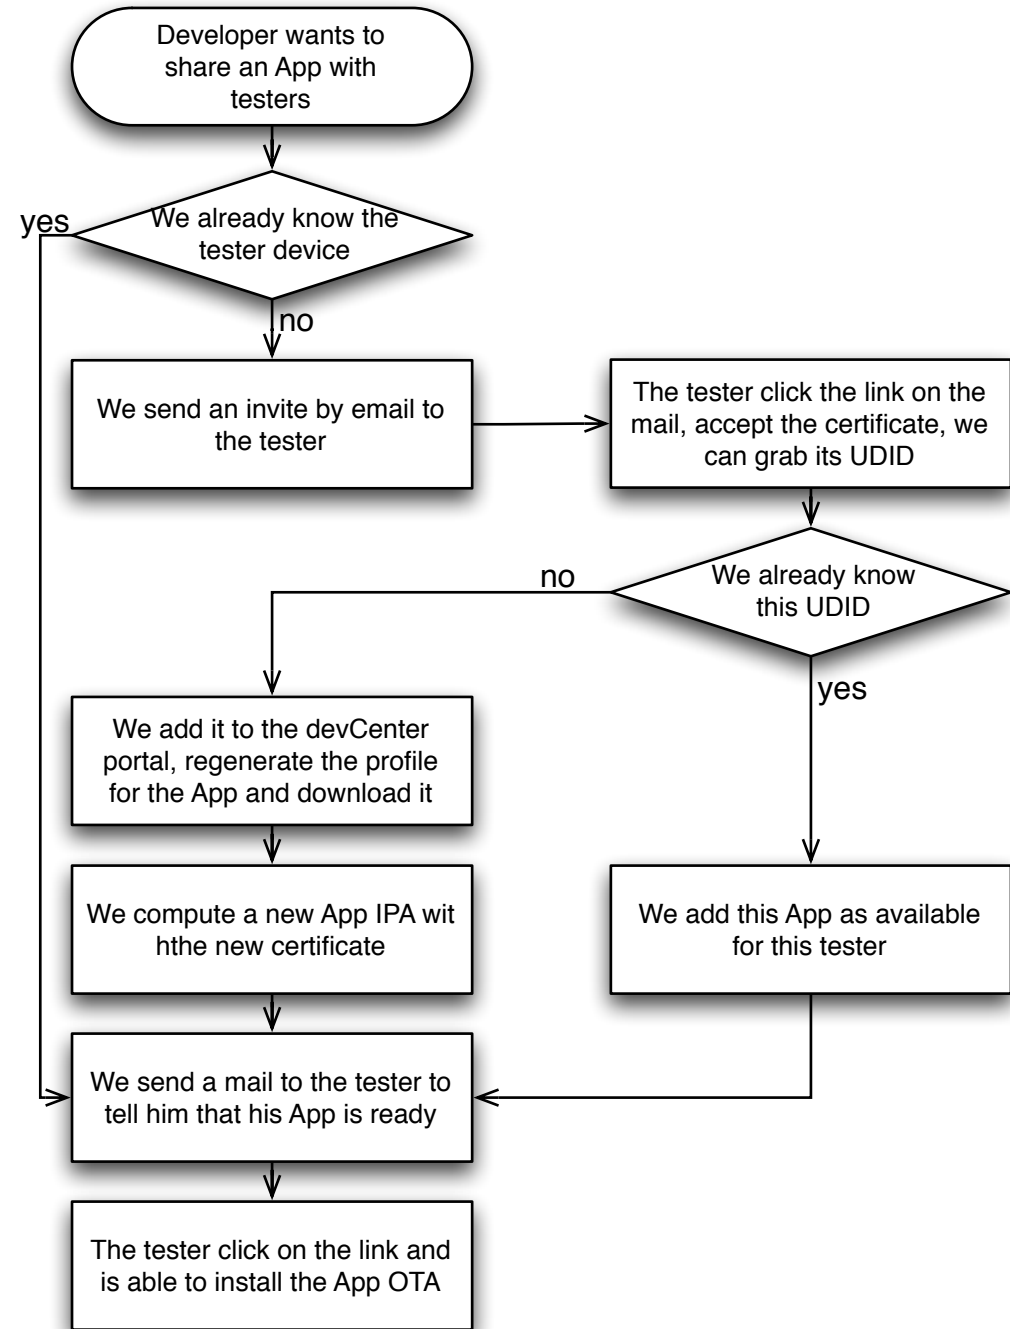 Developer wants to
share an App with
testers
yes
We already know the
tester device
no
We send an invite by email to
the tester
The tester click the link on the
mail, accept the certificate, we
can grab its UDID
no
We already know
this UDID
yes
We add it to the devCenter
portal, regenerate the profile
for the App and download it
We compute a new App IPA wit
hthe new certificate
We add this App as available
for this tester
We send a mail to the tester to
tell him that his App is ready
The tester click on the link and
is able to install the App OTA